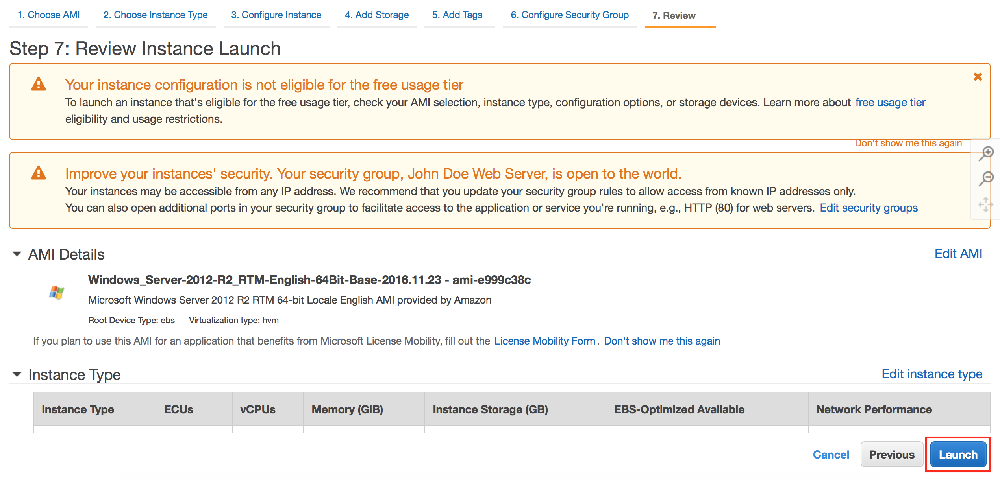 1. Choose AMI 2. Choose Instance Type 3. Configure Instance 4. Add Storage 5. Add Tags 6. Configure Security Group 7. Review
Step 7: Review Instance Launch
Your instance configuration is not eligible for the free usage tier
To launch an instance that's eligible for the free usage tier, check your AMI selection, instance type, configuration options, or storage devices. Learn more about free usage tier
eligibility and usage restrictions.
Don't show me this again
Improve your instances' security. Your security group, John Doe Web Server, is open to the world.
Your instances may be accessible from any IP address. We recommend that you update your security group rules to allow access from known IP addresses only.
You can also open additional ports in your security group to facilitate access to the application or service you're running, e.g., HTTP (80) for web servers. Edit security groups
AMI Details Edit AMI
Windows_Server-2012-R2_RTM-English-64Bit-Base-2016.11.23 - ami-e999c38c
Microsoft Windows Server 2012 R2 RTM 64-bit Locale English AMI provided by Amazon
Root Device Type: ebs Virtualization type: hvm
If you plan to use this AMI for an application that benefits from Microsoft License Mobility, fill out the License Mobility Form. Don't show me this again
Instance Type Edit instance type
Instance Type ECUs vCPUs Memory (GiB) Instance Storage (GB) EBS-Optimized Available Network Performance
Cancel Previous Launch